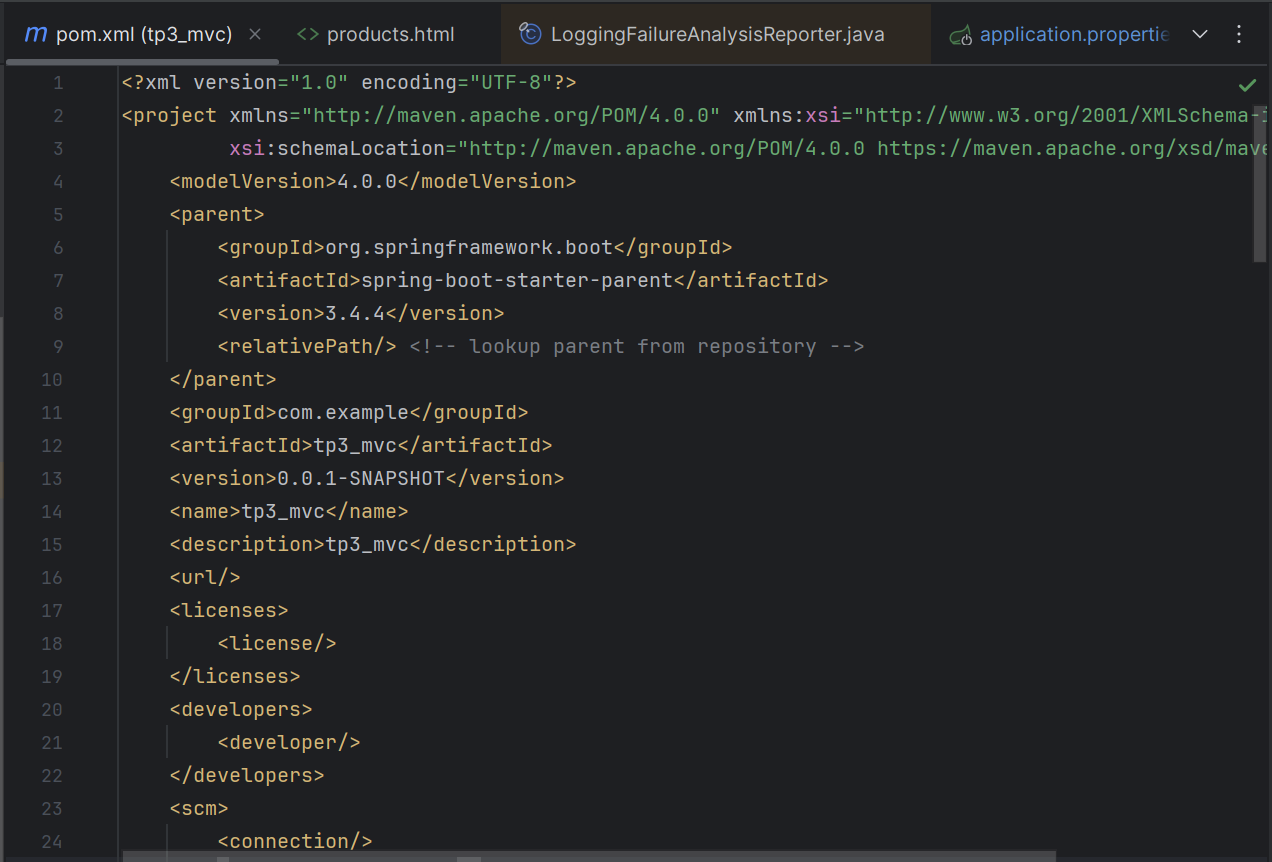 m pom.xml (tp3_mvc) × <> products.html © LoggingFailureAnalysisReporter.java application.propertie
1 <?xml version="1.0" encoding="UTF-8"?>
2 <project xmlns="http://maven.apache.org/POM/4.0.0" xmlns:xsi="http://www.w3.org/2001/XMLSchema-i
3 xsi:schemaLocation="http://maven.apache.org/POM/4.0.0 https://maven.apache.org/xsd/mave
4 <modelVersion>4.0.0</modelVersion>
5 <parent>
6 <groupId>org.springframework.boot</groupId>
7 <artifactId>spring-boot-starter-parent</artifactId>
8 <version>3.4.4</version>
9 <relativePath/> <!-- lookup parent from repository -->
10 </parent>
11 <groupId>com.example</groupId>
12 <artifactId>tp3_mvc</artifactId>
13 <version>0.0.1-SNAPSHOT</version>
14 <name>tp3_mvc</name>
15 <description>tp3_mvc</description>
16 <url/>
17 <licenses>
18 <license/>
19 </licenses>
20 <developers>
21 <developer/>
22 </developers>
23 <scm>
24 <connection/>